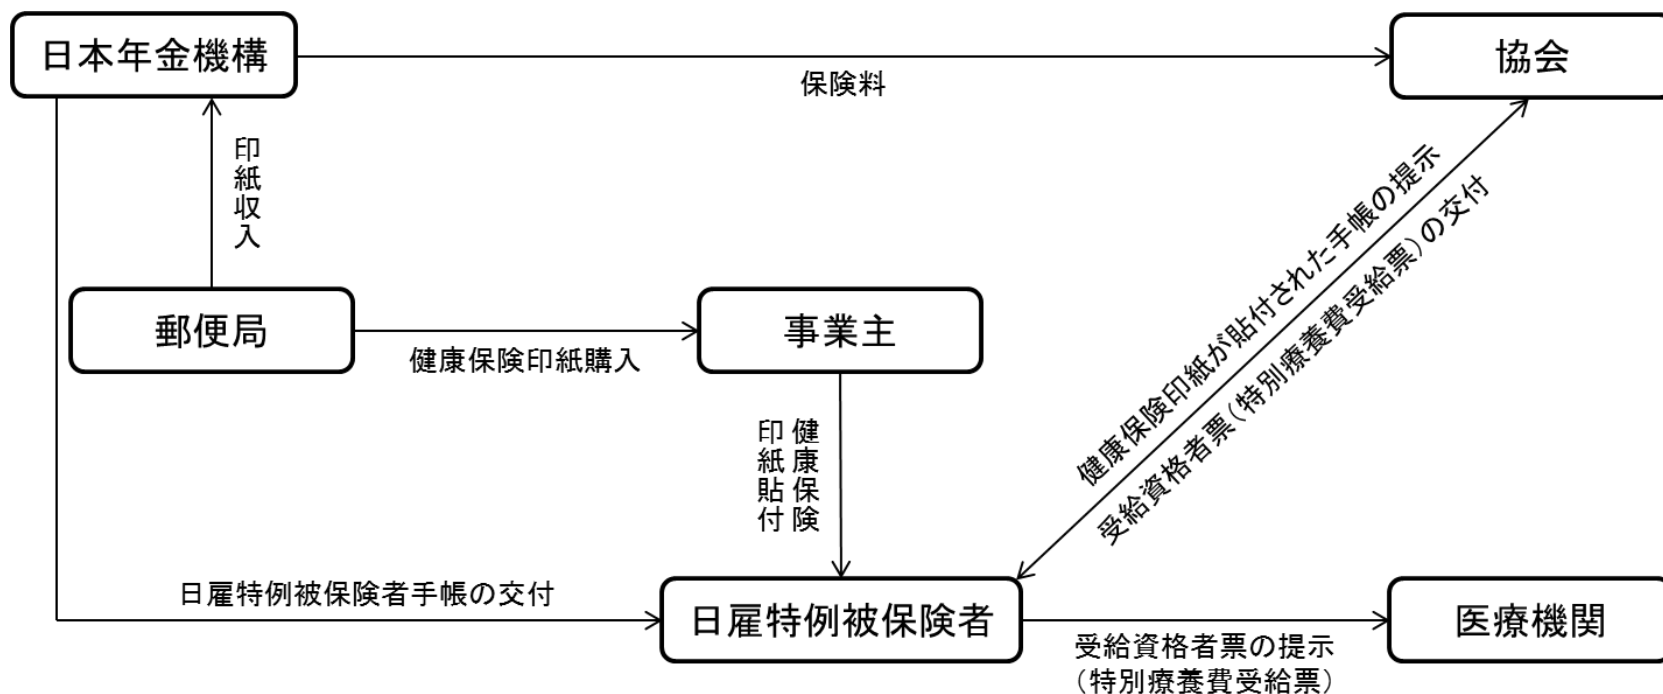 日本年金機構
協会
保険料
印紙収入
郵便局
事業主
健康保険印紙購入
健康保険
印紙貼付
健康保険印紙が貼付された手帳の提示
受給資格者票(特別療養費受給票)の交付
日雇特例被保険者手帳の交付
日雇特例被保険者
医療機関
受給資格者票の提示
(特別療養費受給票)